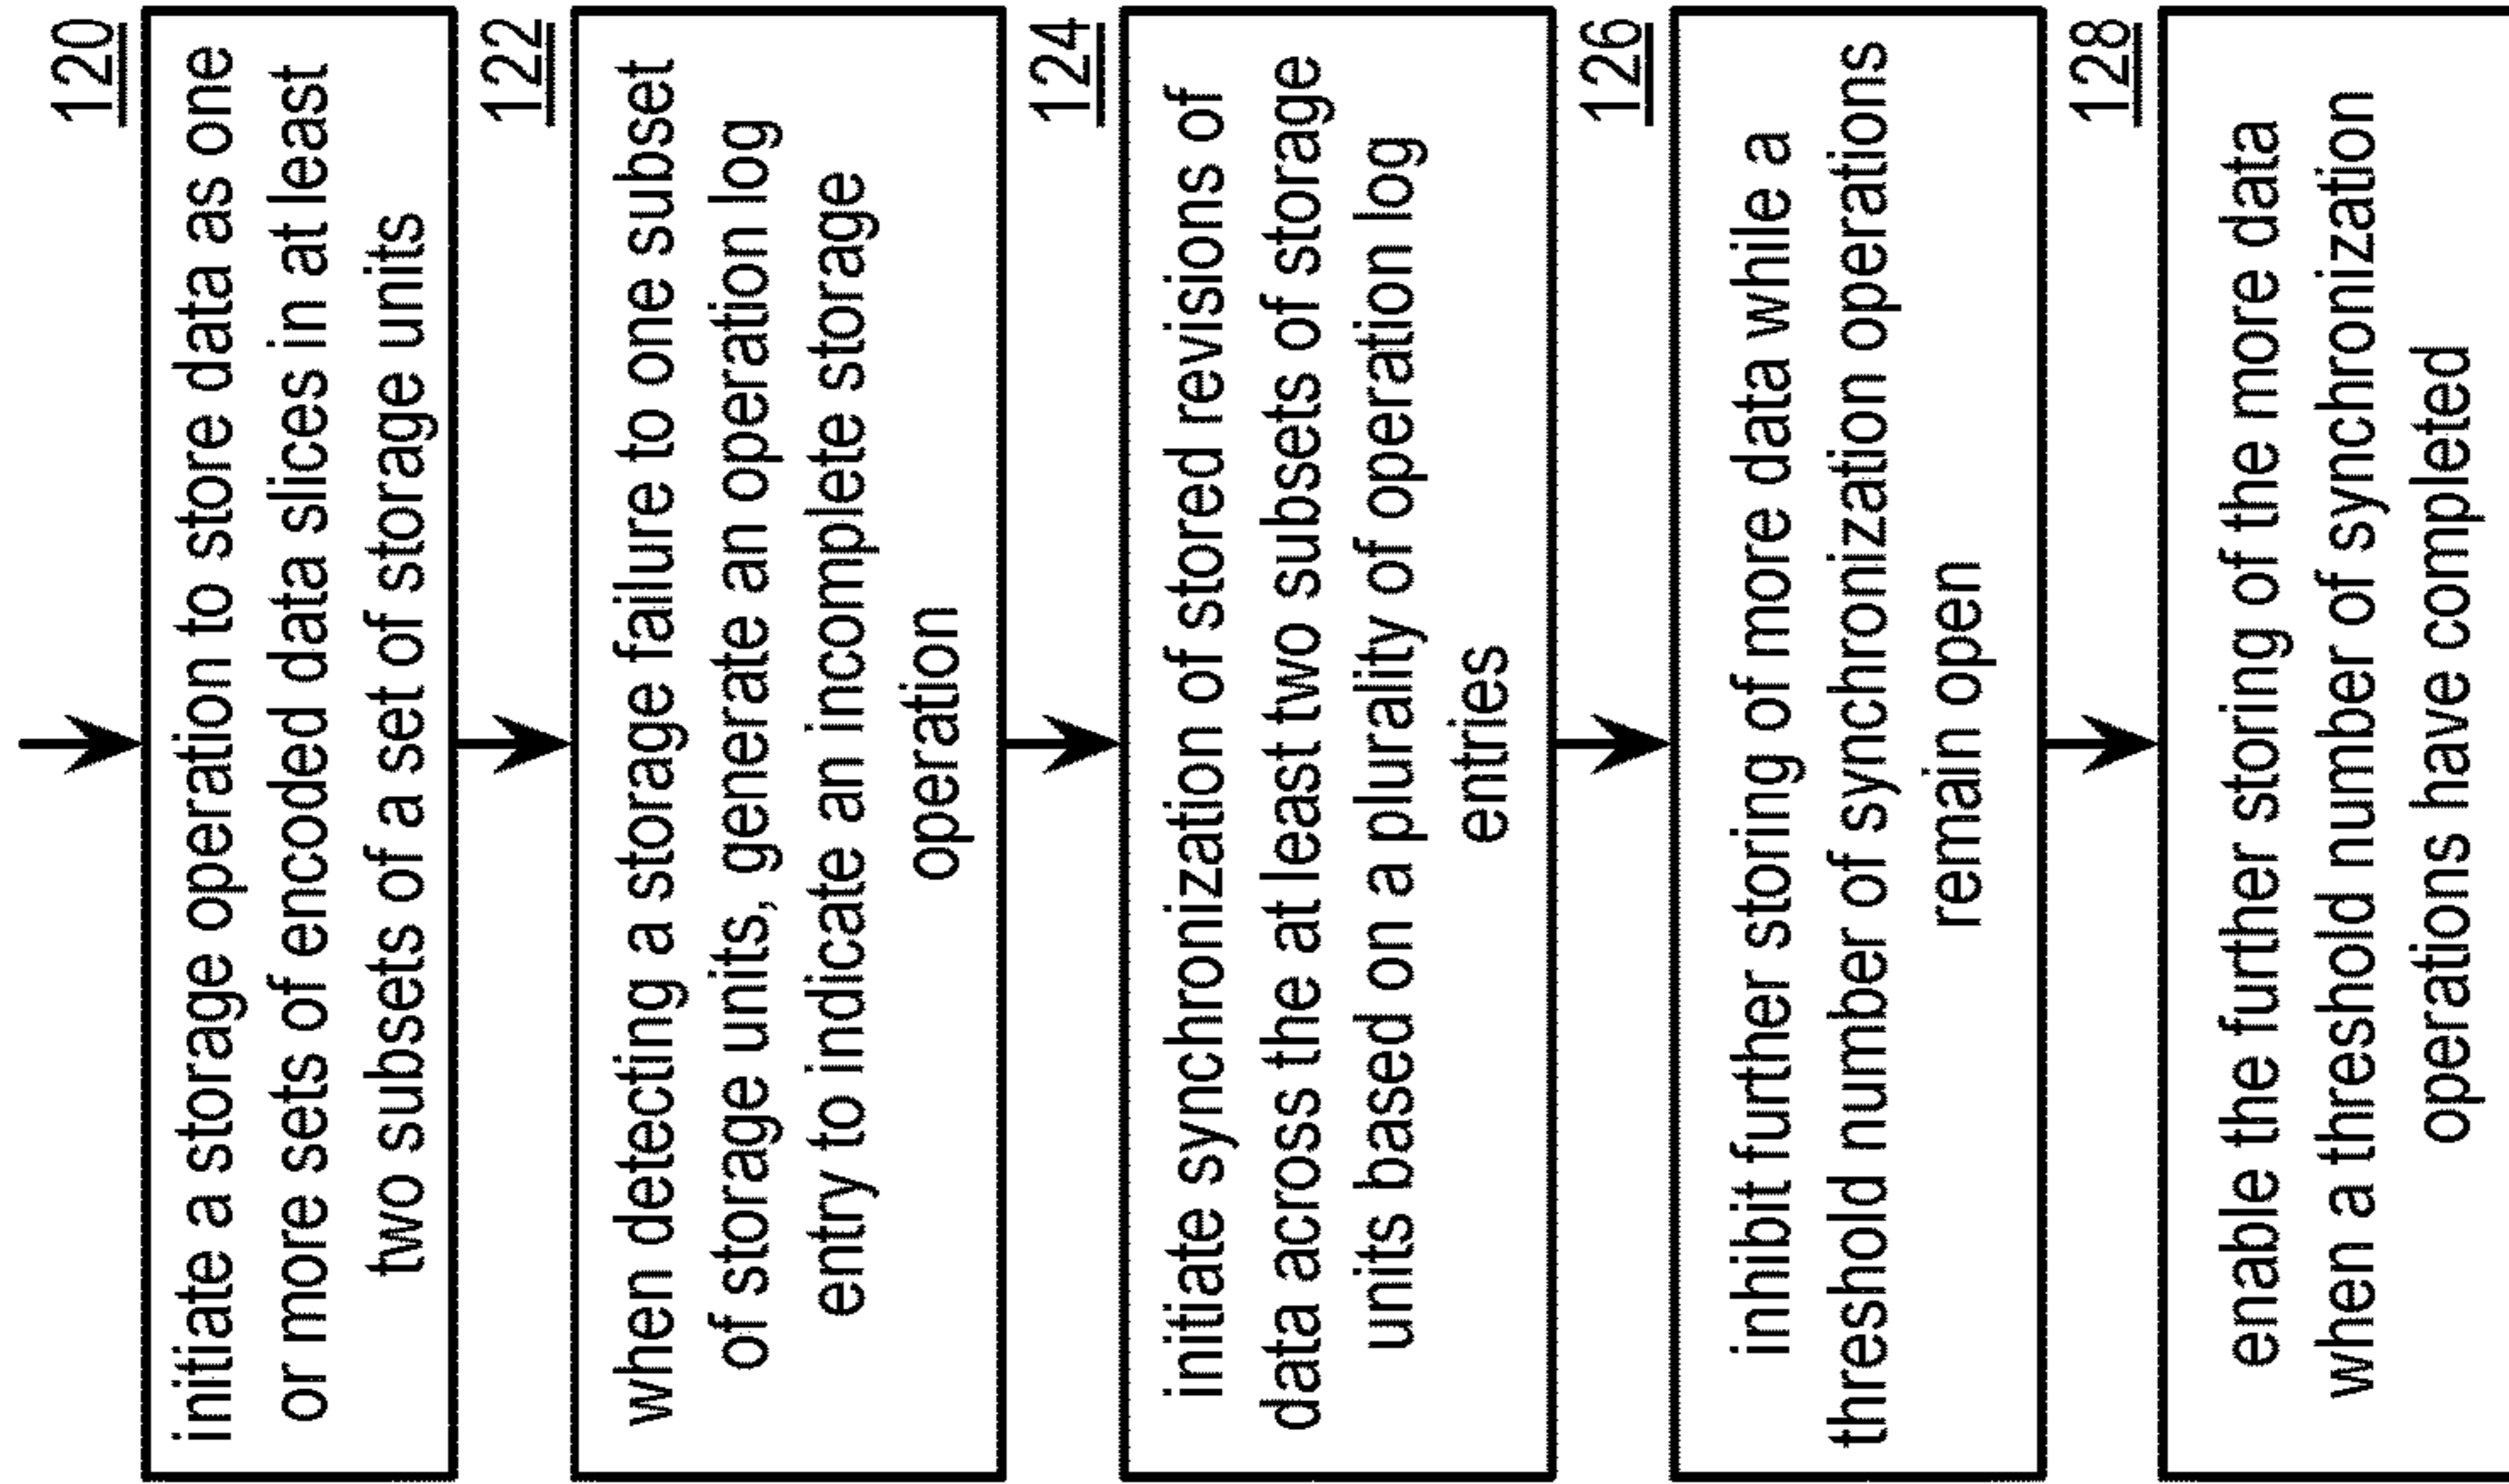 120
initiate a storage operation to store data as one
or more sets of encoded data slices in at least
two subsets of a set of storage units
122
when detecting a storage failure to one subset
of storage units, generate an operation log
entry to indicate an incomplete storage
operation
124
initiate synchronization of stored revisions of
data across the at least two subsets of storage
units based on a plurality of operation log
entries
126
inhibit further storing of more data while a
threshold number of synchronization operations
remain open
128
enable the further storing of the more data
when a threshold number of synchronization
operations have completed